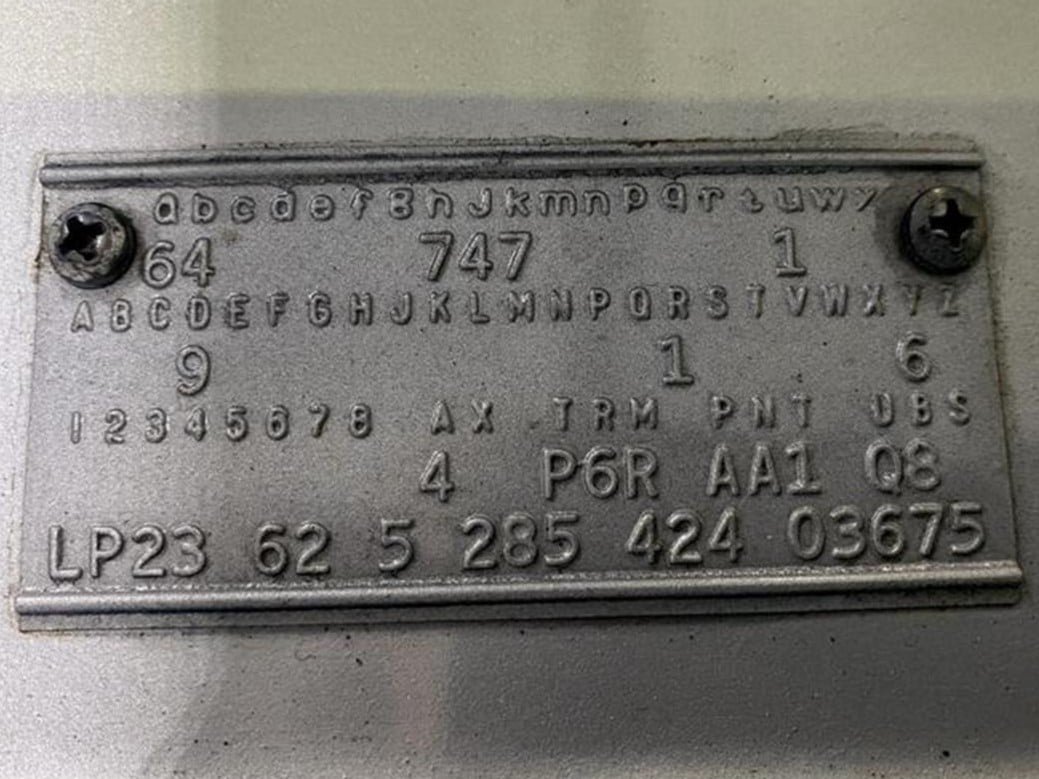 abcdefghjkmnpqrtuwx
64 747 1
ABCDEFGHJKLMNPQRSTVWXYZ
9 1 6
12345678 AX TRM PNT UBS
4 P6R AA1 Q8
LP23 62 5 285 424 03675